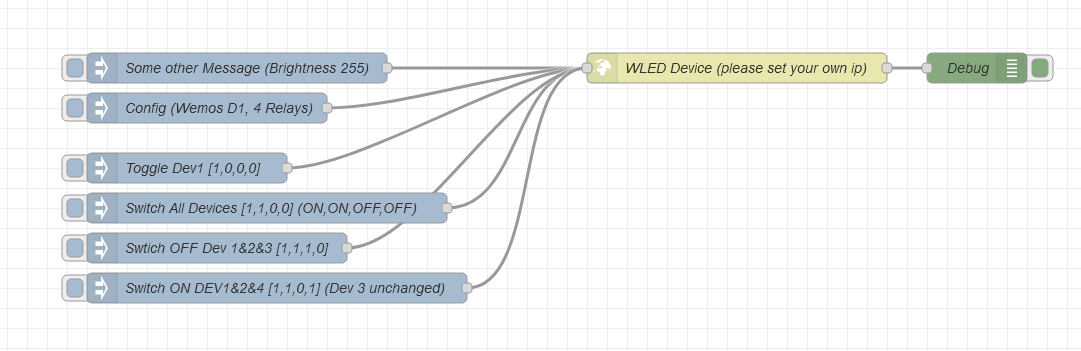 Some other Message (Brightness 255)
WLED Device (please set your own ip)
Debug
Config (Wemos D1, 4 Relays)
Toggle Dev1 [1,0,0,0]
Switch All Devices [1,1,0,0] (ON,ON,OFF,OFF)
Swtich OFF Dev 1&2&3 [1,1,1,0]
Switch ON DEV1&2&4 [1,1,0,1] (Dev 3 unchanged)